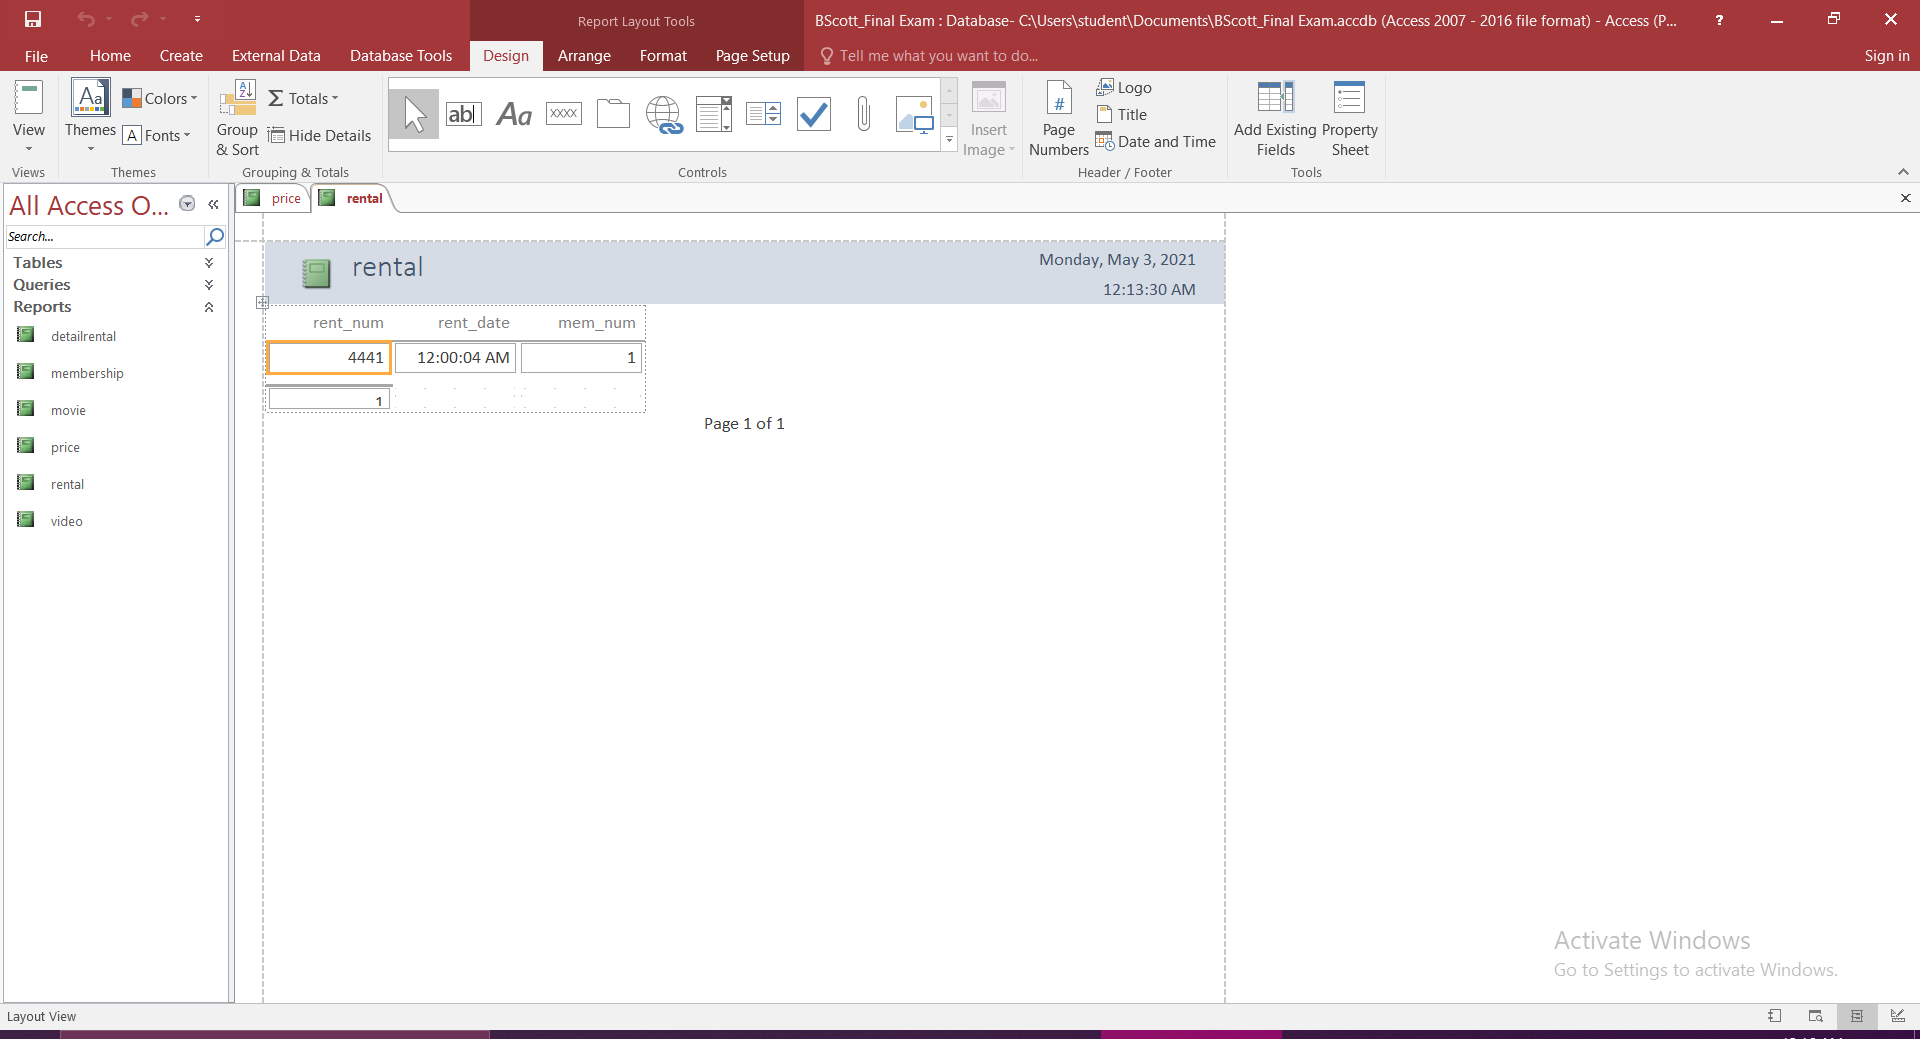 Report Layout Tools
BScott_Final Exam : Database- C:\Users\student\Documents\BScott_Final Exam.accdb (Access 2007 - 2016 file format) - Access (P...
?
File Home Create External Data Database Tools Design Arrange Format Page Setup Tell me what you want to do... Sign in
View
Views
Aa
Themes
Colors
A Fonts
Themes
A
Z
Group
& Sort
Σ Totals
Hide Details
Grouping & Totals
ab
Aa
XXXX
Controls
Insert
Image
#
Page
Numbers
Logo
Title
Date and Time
Header / Footer
Add Existing
Fields
Property
Sheet
Tools
All Access O...
Search...
Tables
Queries
Reports
detailrental
membership
movie
price
rental
video
price
rental
rental
Monday, May 3, 2021
12:13:30 AM
rent_num rent_date mem_num
4441 12:00:04 AM 1
1
Page 1 of 1
Activate Windows
Go to Settings to activate Windows.
Layout View